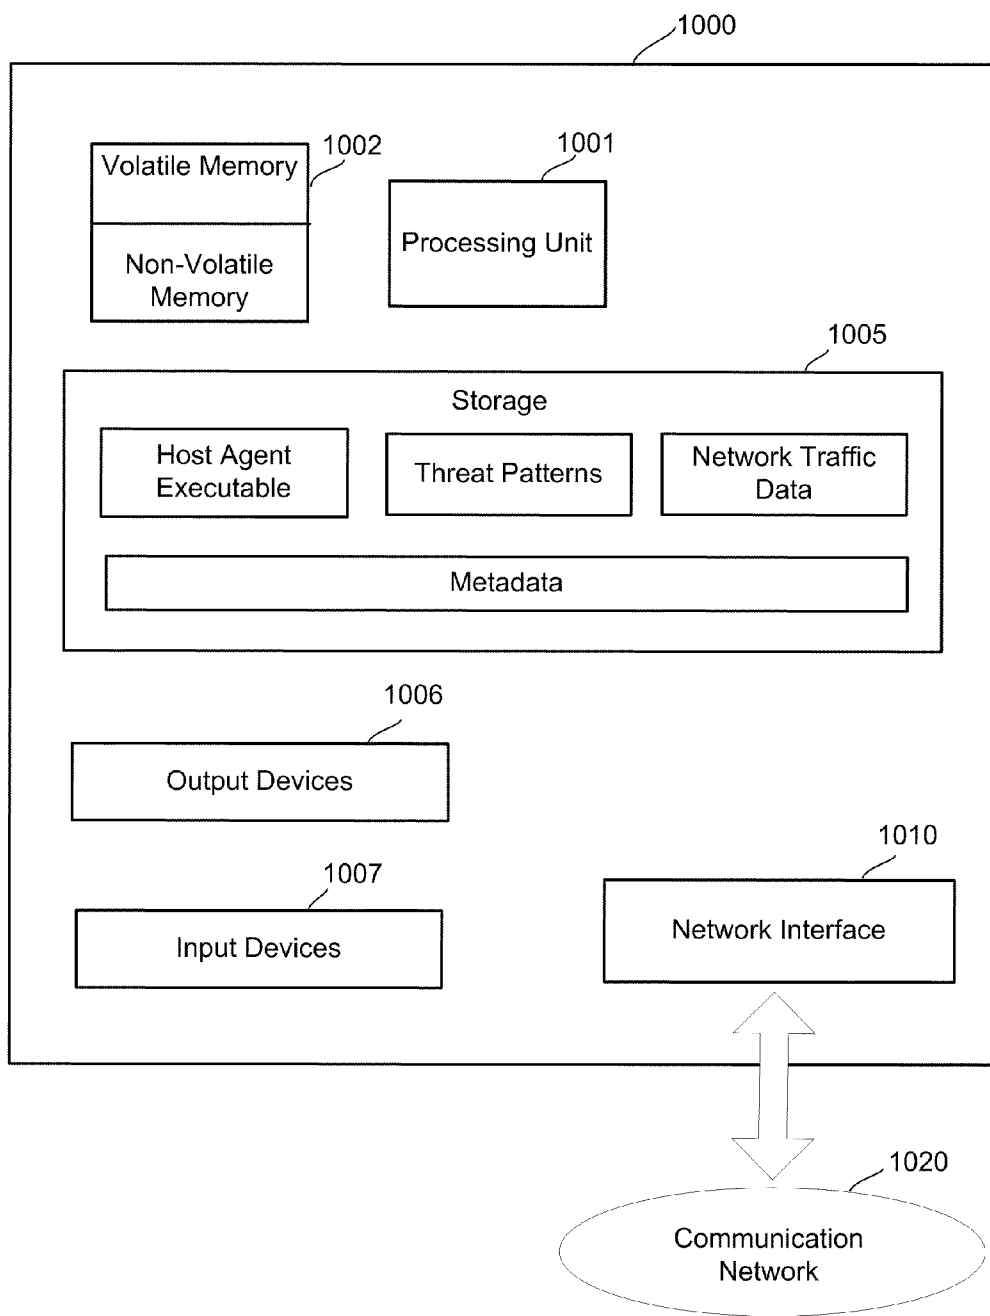 1000
1002
1001
Volatile Memory
Non-Volatile
Memory
Processing Unit
1005
Storage
Host Agent
Executable
Threat Patterns
Network Traffic
Data
Metadata
1006
Output Devices
1007
Input Devices
1010
Network Interface
1020
Communication
Network